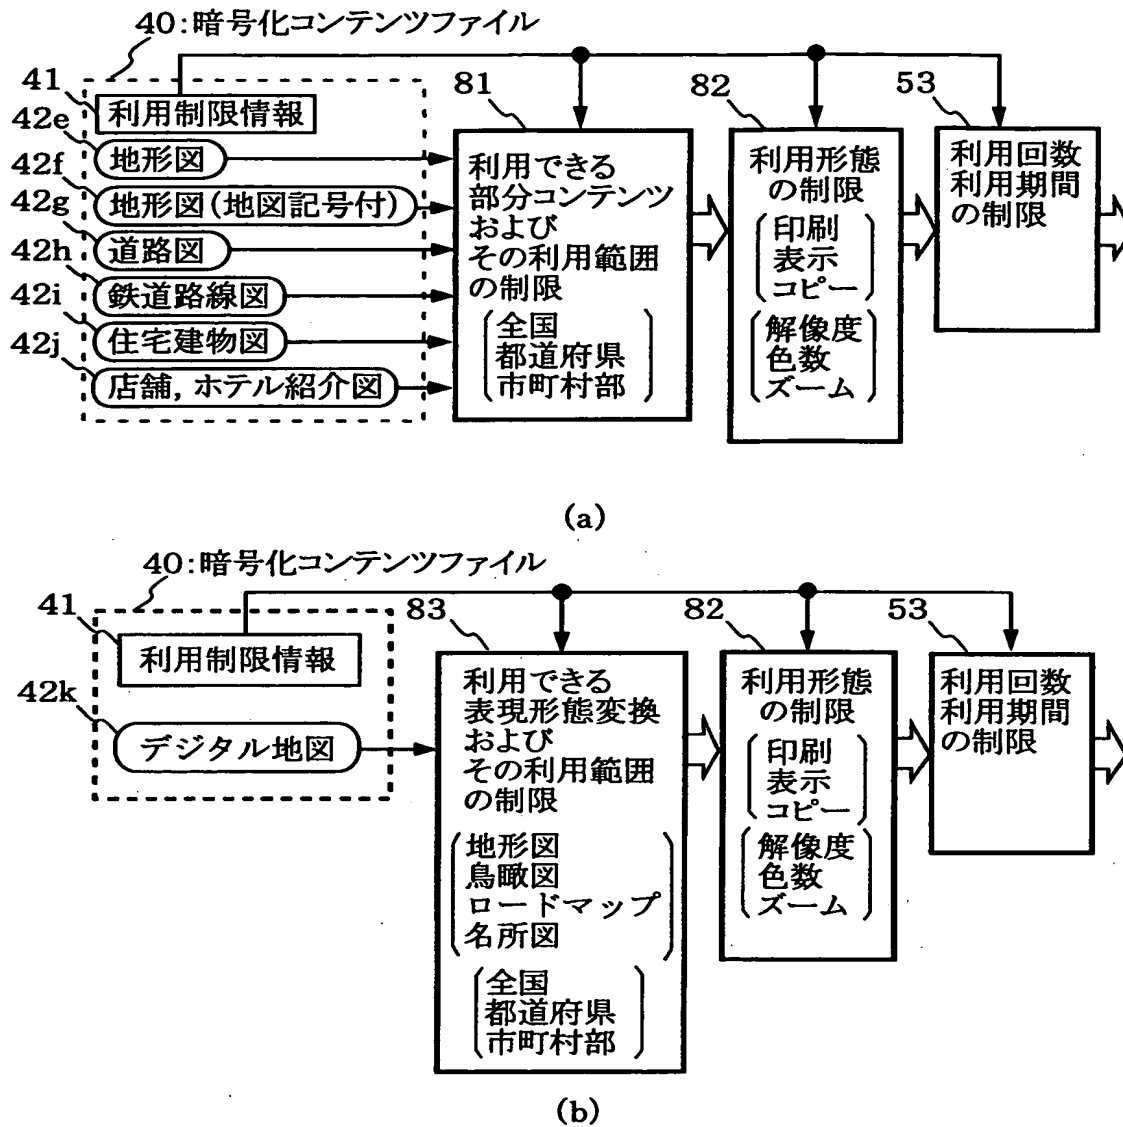 40:暗号化コンテンツファイル
41
利用制限情報
42e
地形図
42f
地形図(地図記号付)
42g
道路図
42h
鉄道路線図
42i
住宅建物図
42j
店舗,ホテル紹介図
81
利用できる
部分コンテンツ
および
その利用範囲
の制限
全国
都道府県
市町村部
82
利用形態
の制限
印刷
表示
コピー
解像度
色数
ズーム
53
利用回数
利用期間
の制限
(a)
40:暗号化コンテンツファイル
41
利用制限情報
42k
デジタル地図
83
利用できる
表現形態変換
および
その利用範囲
の制限
地形図
鳥瞰図
ロードマップ
名所図
全国
都道府県
市町村部
82
利用形態
の制限
印刷
表示
コピー
解像度
色数
ズーム
53
利用回数
利用期間
の制限
(b)